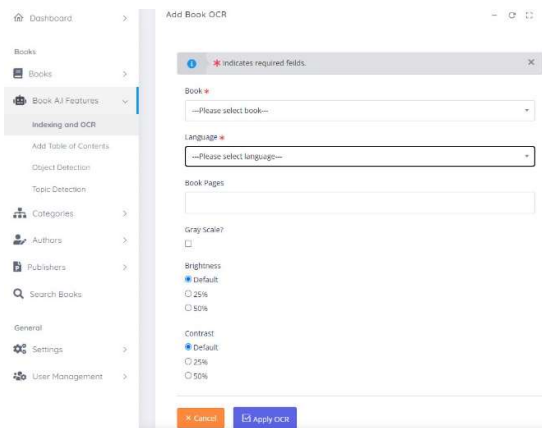 Dashboard
Books
Books
Book A.I Features
Indexing and OCR
Add Table of Contents
Object Detection
Topic Detection
Categories
Authors
Publishers
Search Books
General
Settings
User Management
Add Book OCR
* Indicates required fields.
Book *
---Please select book---
Language *
---Please select language---
Book Pages
Gray Scale?
Brightness
Default
25%
50%
Contrast
Default
25%
50%
× Cancel
Apply OCR